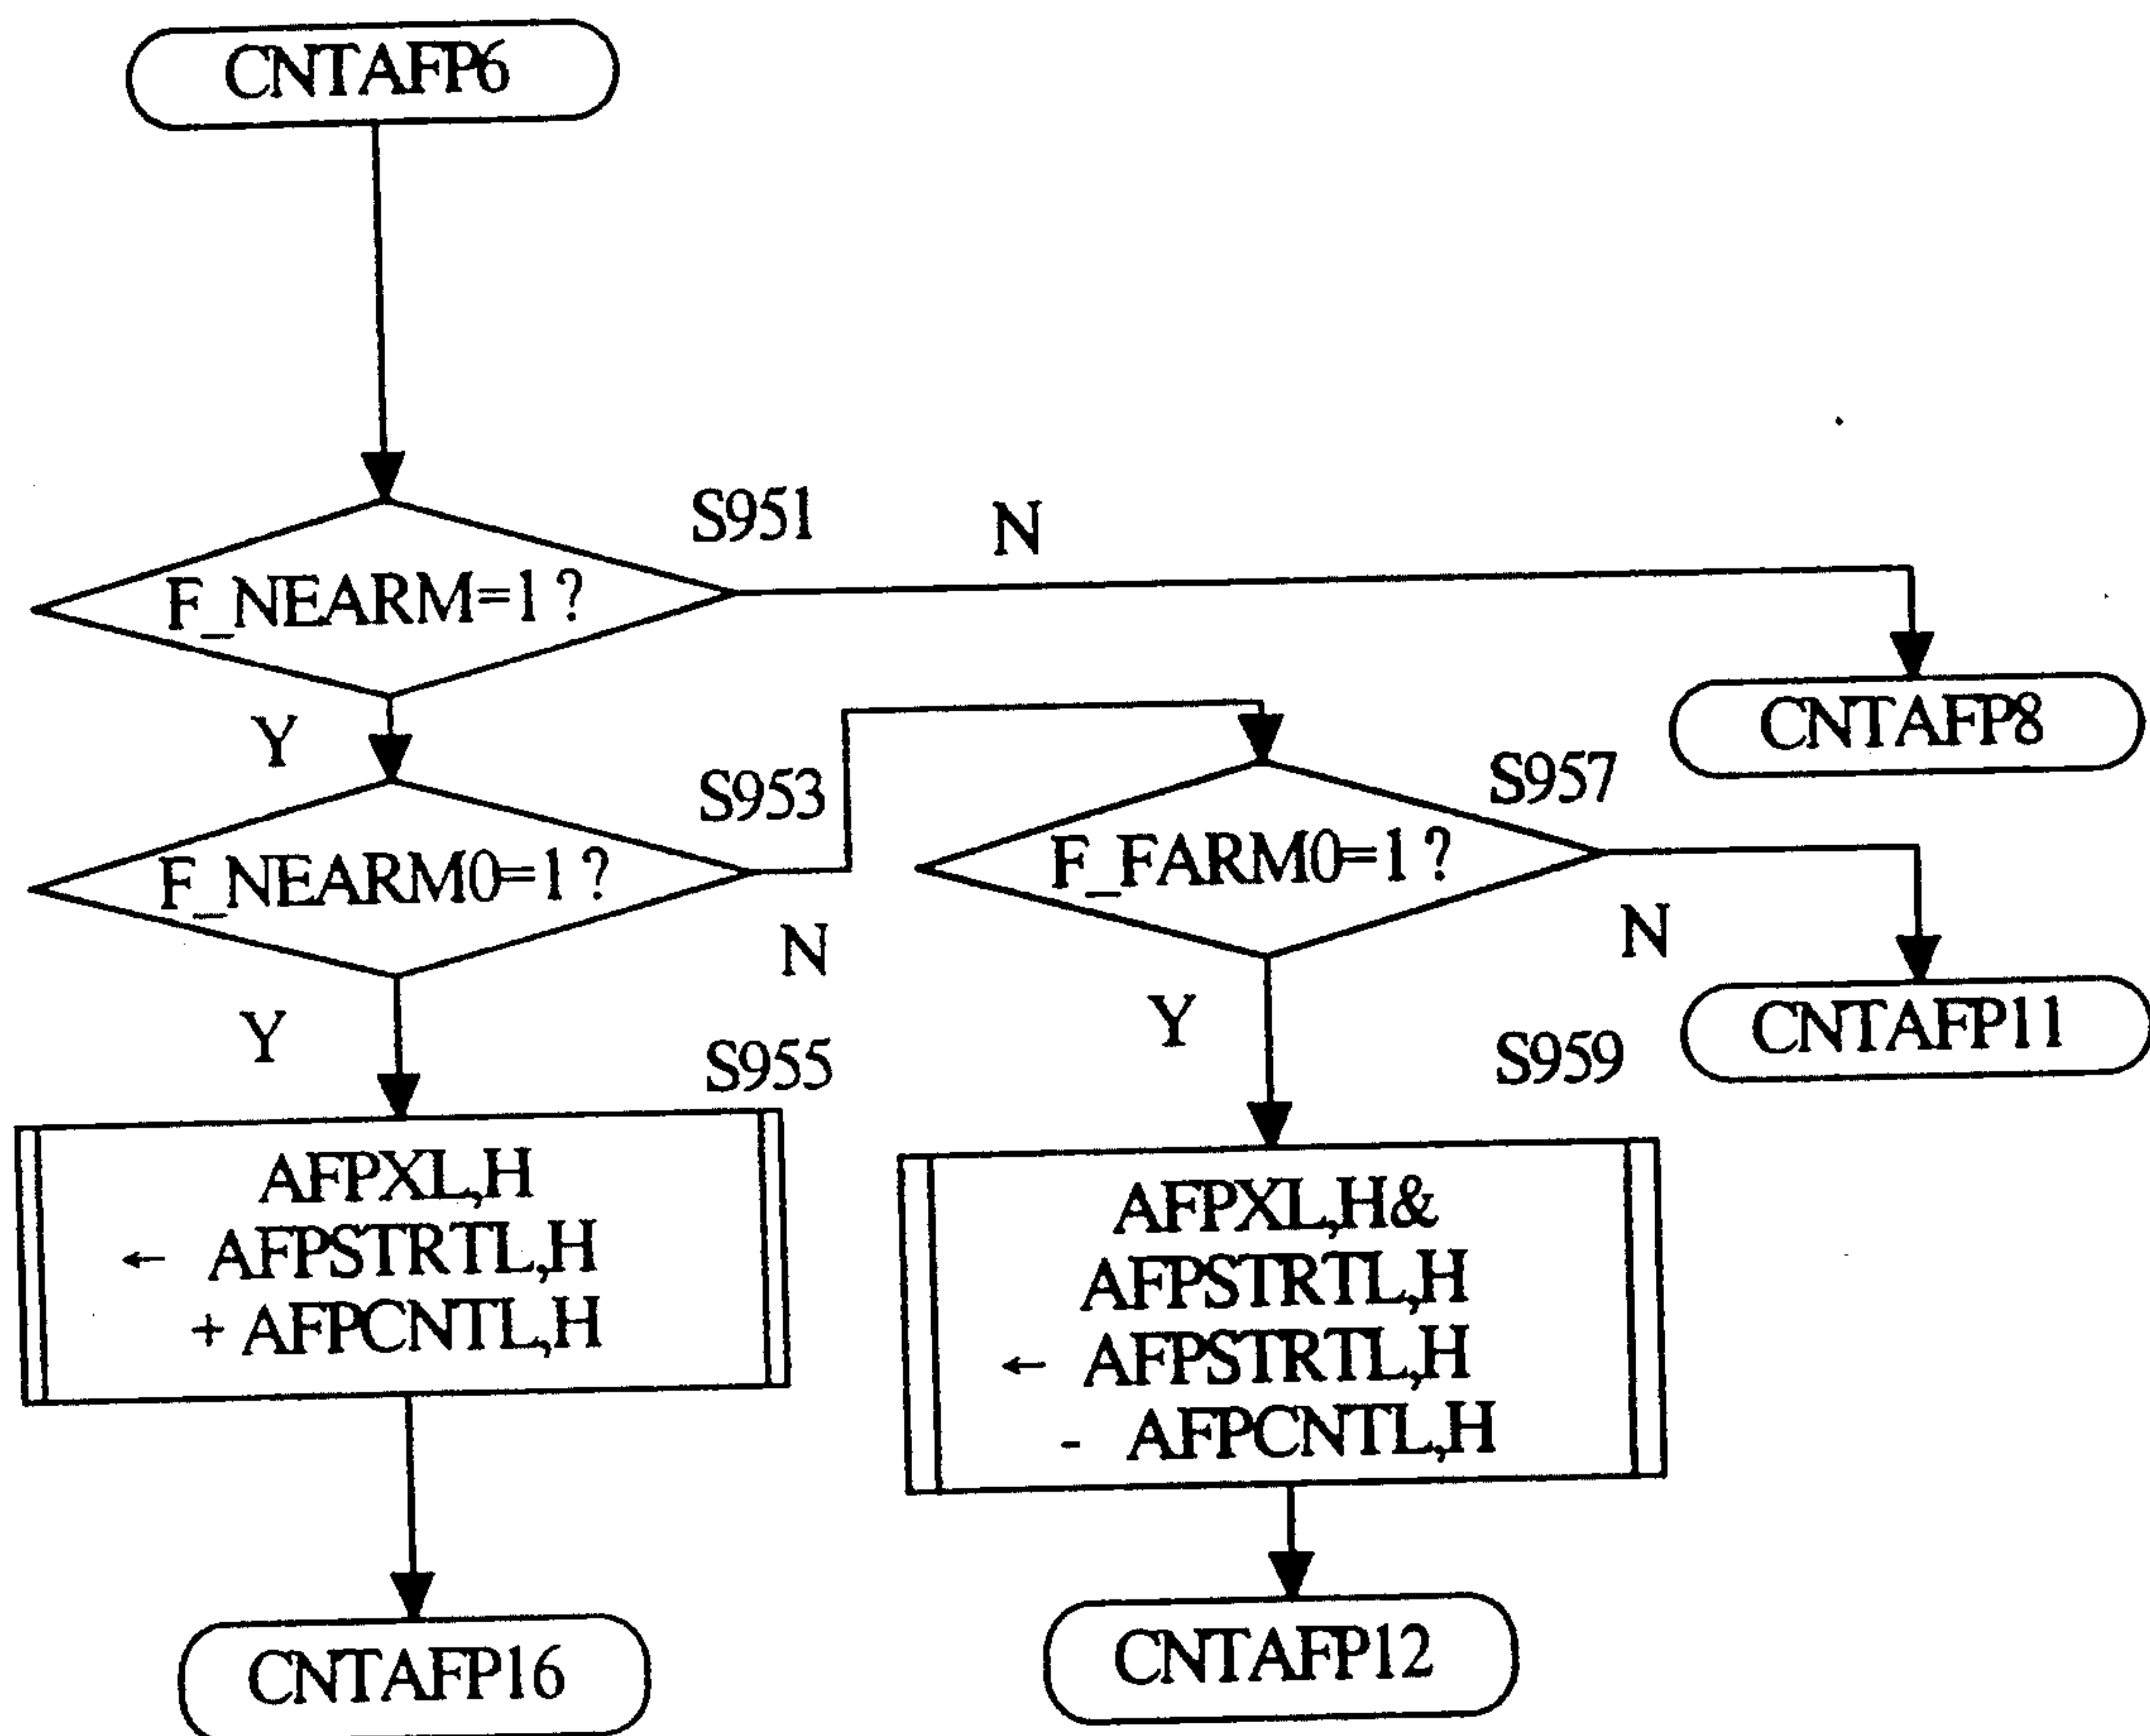 CNTAFP6
S951
N
F_NEARM=1?
CNTAFP8
Y
S953
S957
F_NEARM0=1?
F_FARM0=1?
N
N
CNTAFP11
Y
Y
S955
S959
AFPXL,H
← AFPSTRTL,H
+ AFPCNTL,H
AFPXL,H&
AFPSTRTL,H
← AFPSTRTL,H
- AFPCNTL,H
CNTAFP16
CNTAFP12